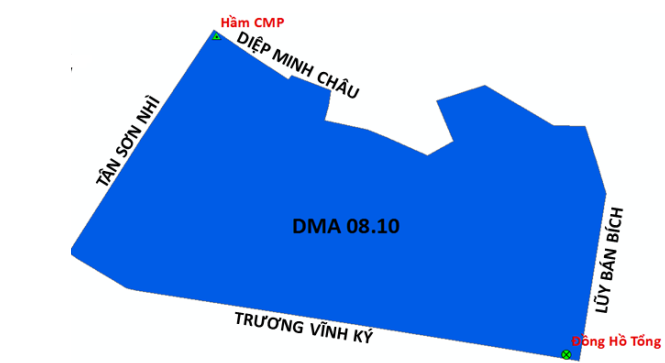 Hầm CMP
DIỆP MINH CHÂU
TÂN SƠN NHÌ
DMA 08.10
LŨY BÁN BÍCH
TRƯƠNG VĨNH KÝ
Đồng Hồ Tổng